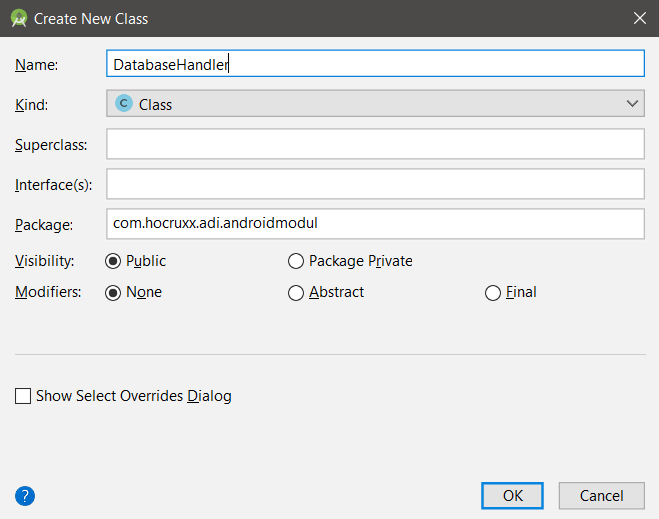 Create New Class
Name: DatabaseHandler
Kind: C Class
Superclass:
Interface(s):
Package: com.hocruxx.adi.androidmodul
Visibility: Public Package Private
Modifiers: None Abstract Final
Show Select Overrides Dialog
? OK Cancel